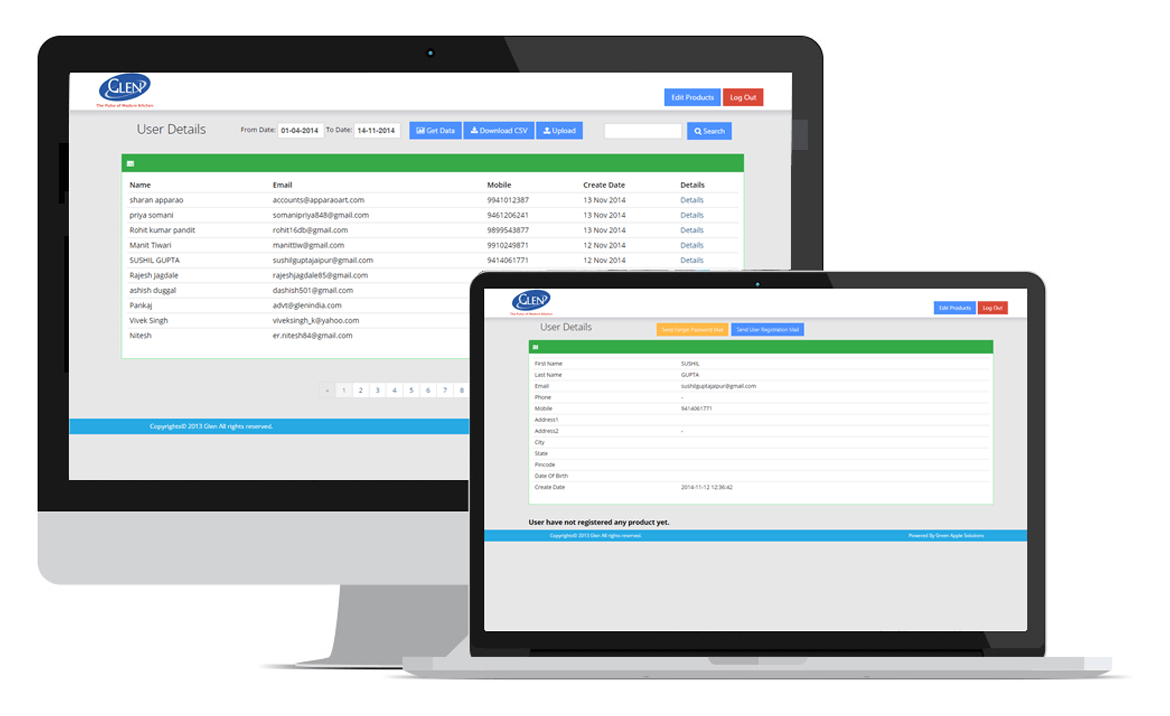 GLEN
The Pulse of Modern Kitchen
Edit Products Log Out
User Details From Date: 01-04-2014 To Date: 14-11-2014 Get Data Download CSV Upload Search
Name Email Mobile Create Date Details
sharan apparao accounts@apparaoart.com 9941012387 13 Nov 2014 Details
priya somani somanipriya848@gmail.com 9461206241 13 Nov 2014 Details
Rohit kumar pandit rohit16db@gmail.com 9899543877 13 Nov 2014 Details
Manit Tiwari manittiw@gmail.com 9910249871 12 Nov 2014 Details
SUSHIL GUPTA sushilguptajaipur@gmail.com 9414061771 12 Nov 2014 Details
Rajesh Jagdale rajeshjagdale85@gmail.com
ashish duggal dashish501@gmail.com
Pankaj advt@glenindia.com
Vivek Singh viveksingh_k@yahoo.com
Nitesh er.nitesh84@gmail.com
« 1 2 3 4 5 6 7 8
Copyrights© 2013 Glen All rights reserved.
GLEN
The Pulse of Modern Kitchen
Edit Products Log Out
User Details Send Forget Password Mail Send User Registration Mail
First Name SUSHIL
Last Name GUPTA
Email sushilguptajaipur@gmail.com
Phone -
Mobile 9414061771
Address1
Address2 -
City
State
Pincode
Date Of Birth
Create Date 2014-11-12 12:36:42
User have not registered any product yet.
Copyrights© 2013 Glen All rights reserved. Powered By Green Apple Solutions